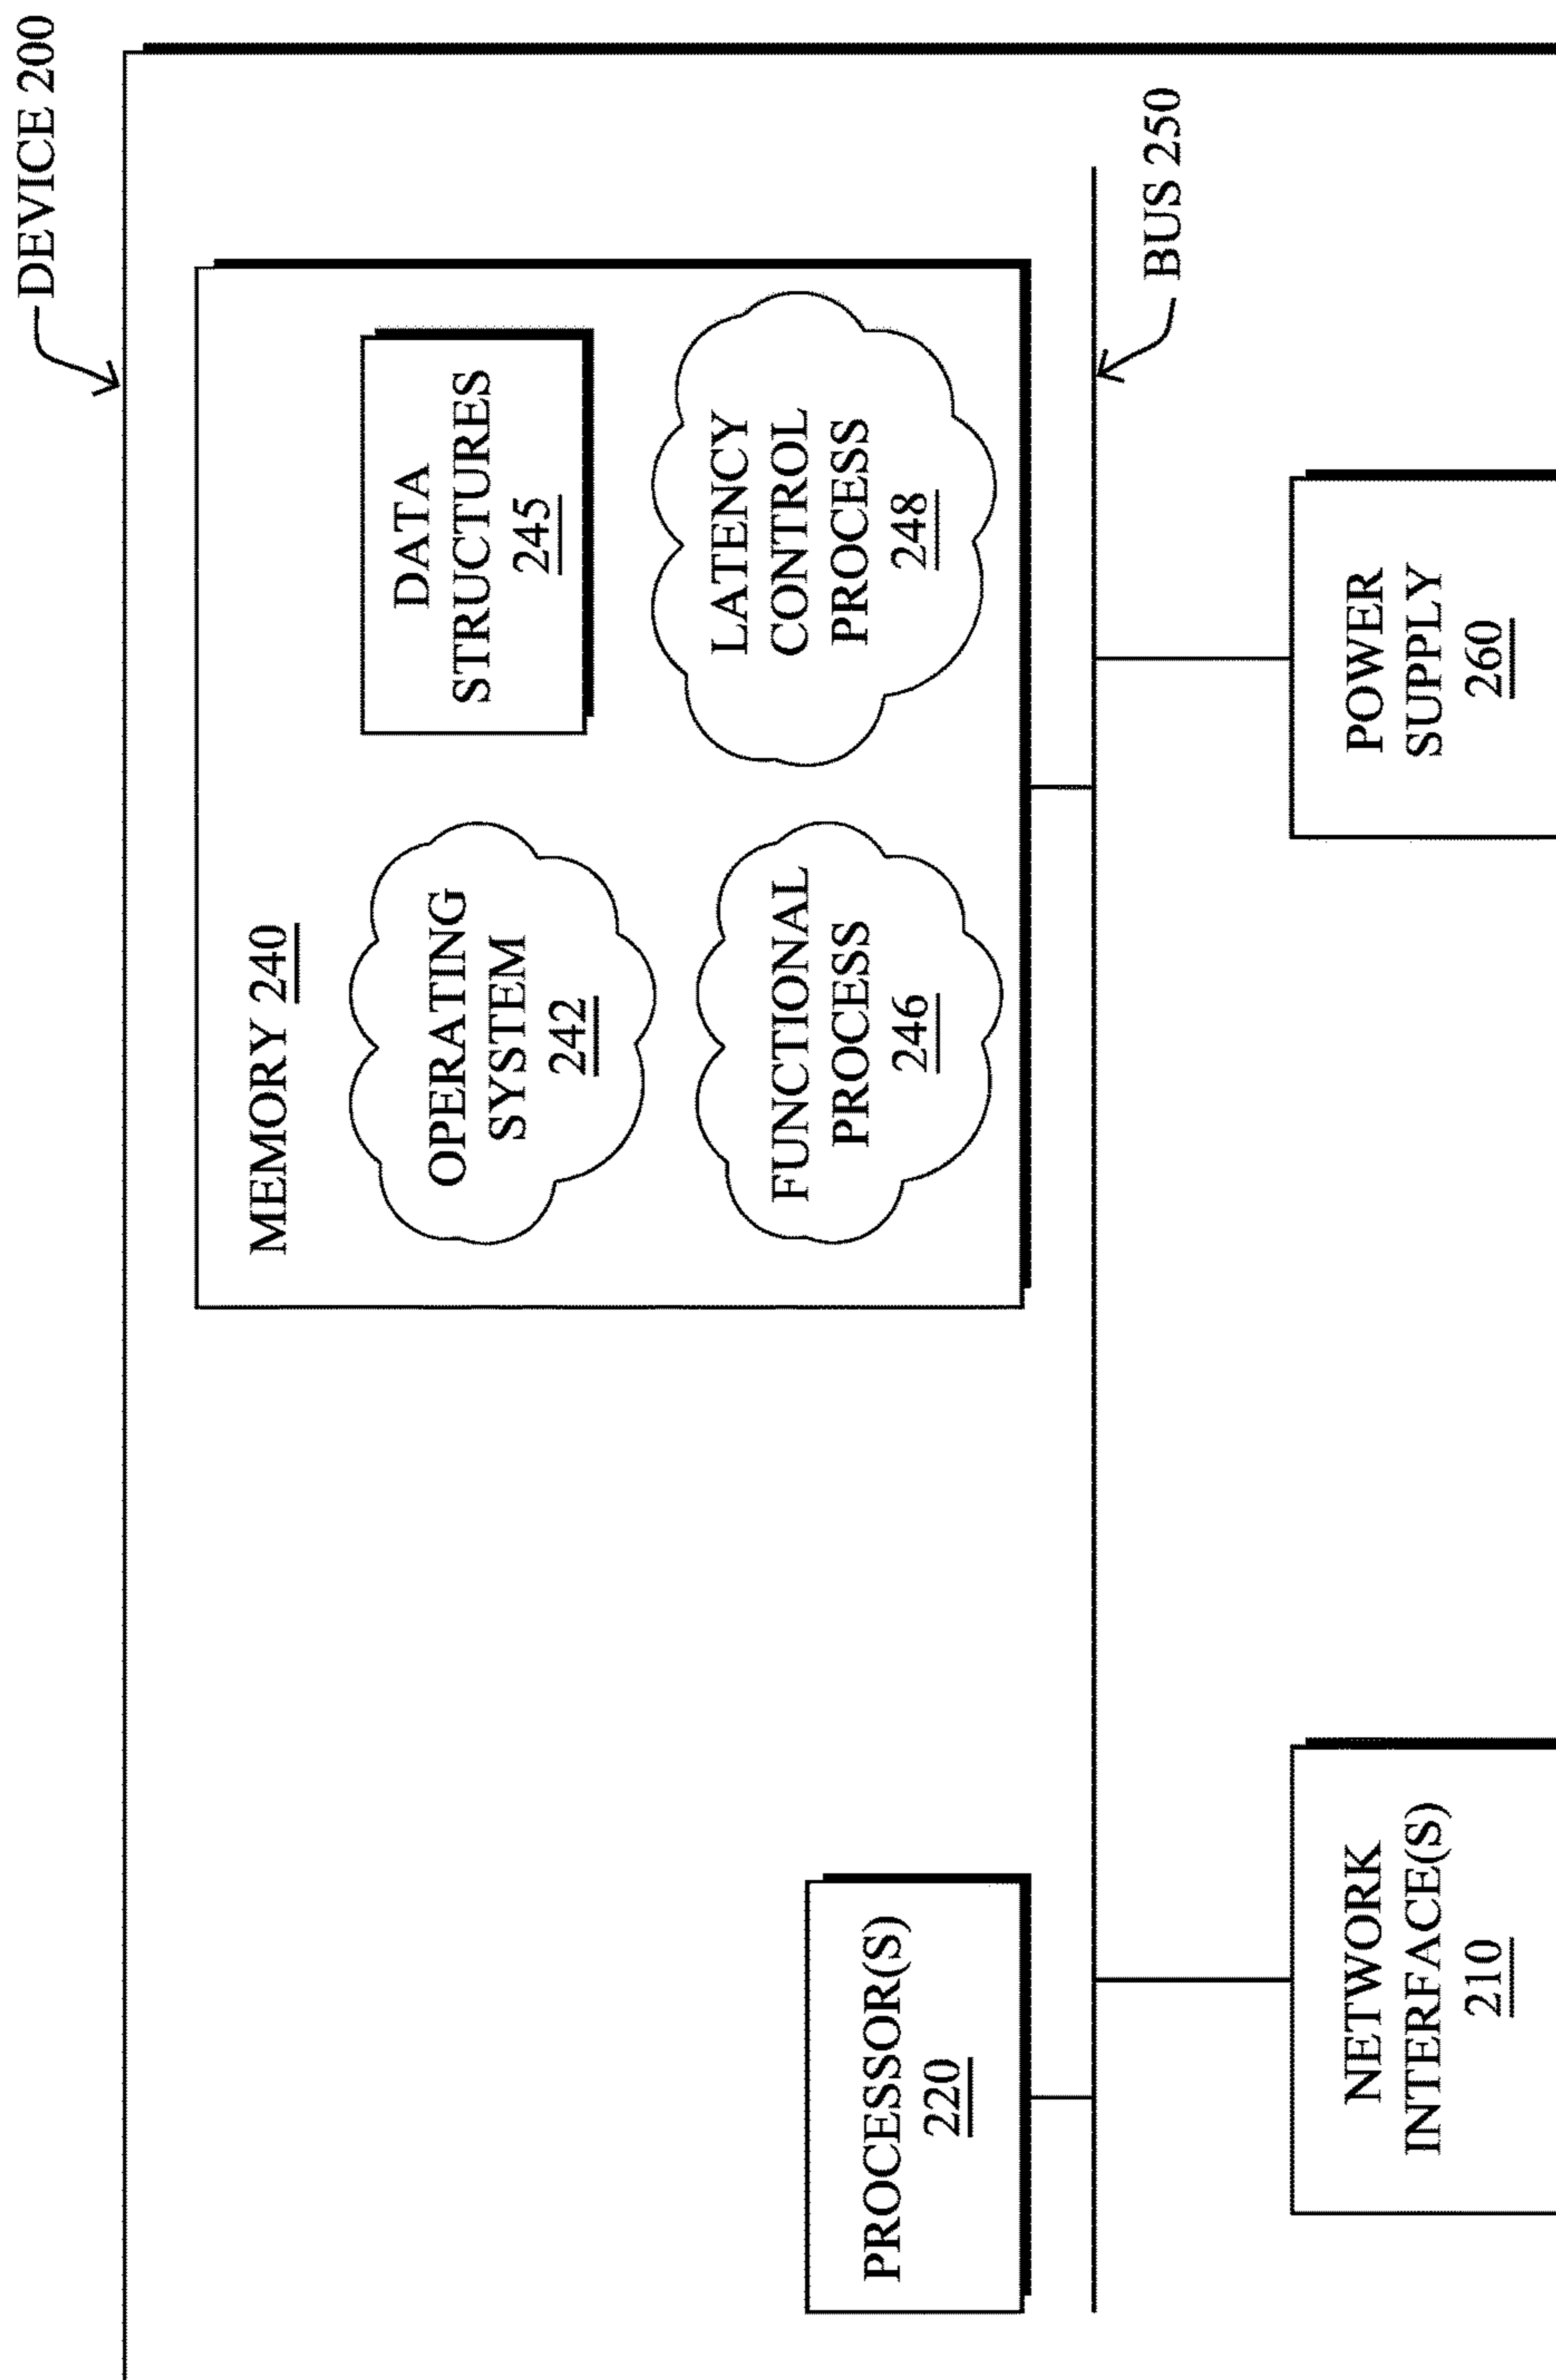 DEVICE 200
MEMORY 240
OPERATING
SYSTEM
242
DATA
STRUCTURES
245
FUNCTIONAL
PROCESS
246
LATENCY
CONTROL
PROCESS
248
PROCESSOR(S)
220
BUS 250
NETWORK
INTERFACE(S)
210
POWER
SUPPLY
260